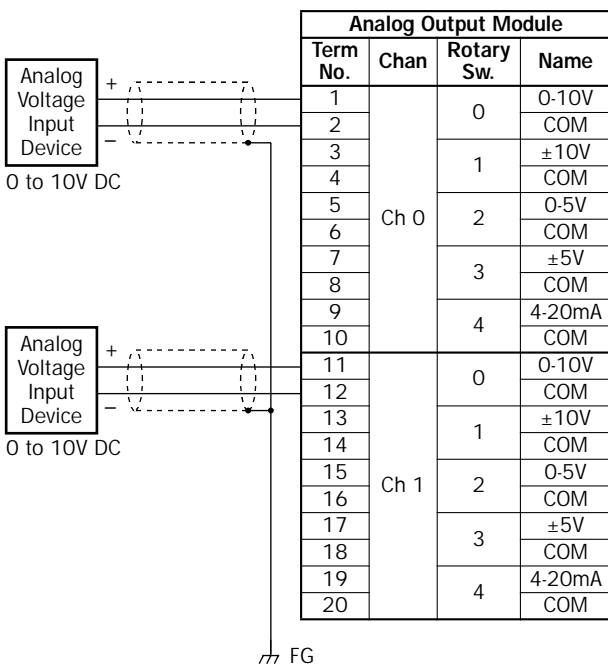 Analog Output Module
Term No. Chan Rotary Sw. Name
1 Ch 0 0 0-10V
2 COM
3 1 ±10V
4 COM
5 2 0-5V
6 COM
7 3 ±5V
8 COM
9 4 4-20mA
10 COM
11 Ch 1 0 0-10V
12 COM
13 1 ±10V
14 COM
15 2 0-5V
16 COM
17 3 ±5V
18 COM
19 4 4-20mA
20 COM
Analog
Voltage
Input
Device
+
−
0 to 10V DC
Analog
Voltage
Input
Device
+
−
0 to 10V DC
FG